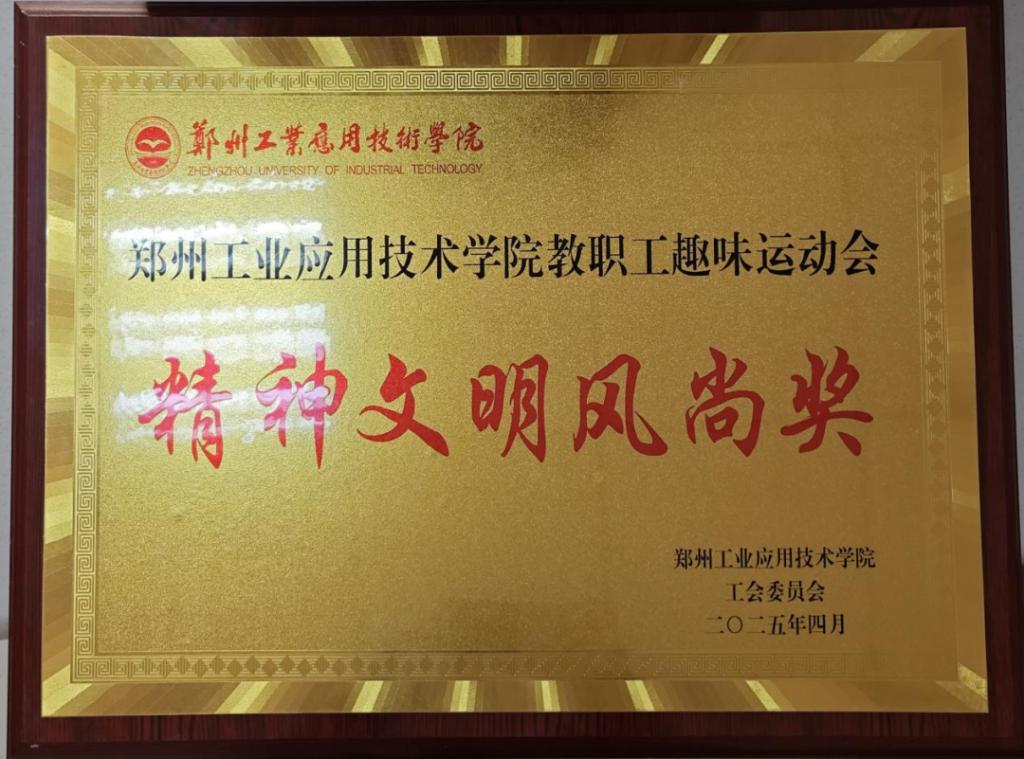 鄭州工業應用技術學院
ZHENGZHOU UNIVERSITY OF INDUSTRIAL TECHNOLOGY
郑州工业应用技术学院教职工趣味运动会
精神文明风尚奖
郑州工业应用技术学院
工会委员会
二〇二五年四月